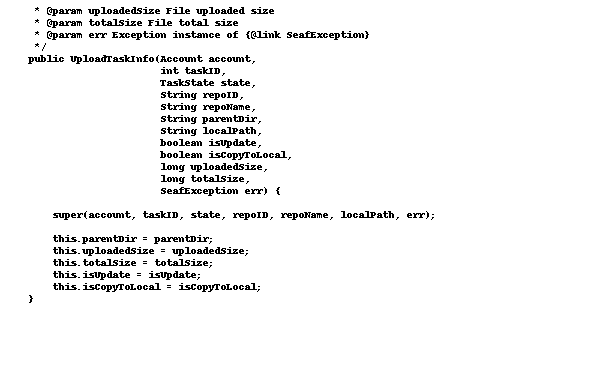 * @param uploadedSize File uploaded size
* @param totalSize File total size
* @param err Exception instance of {@link SeafException}
*/
public UploadTaskInfo(Account account,
int taskID,
TaskState state,
String repoID,
String repoName,
String parentDir,
String localPath,
boolean isUpdate,
boolean isCopyToLocal,
long uploadedSize,
long totalSize,
SeafException err) {
super(account, taskID, state, repoID, repoName, localPath, err);
this.parentDir = parentDir;
this.uploadedSize = uploadedSize;
this.totalSize = totalSize;
this.isUpdate = isUpdate;
this.isCopyToLocal = isCopyToLocal;
}